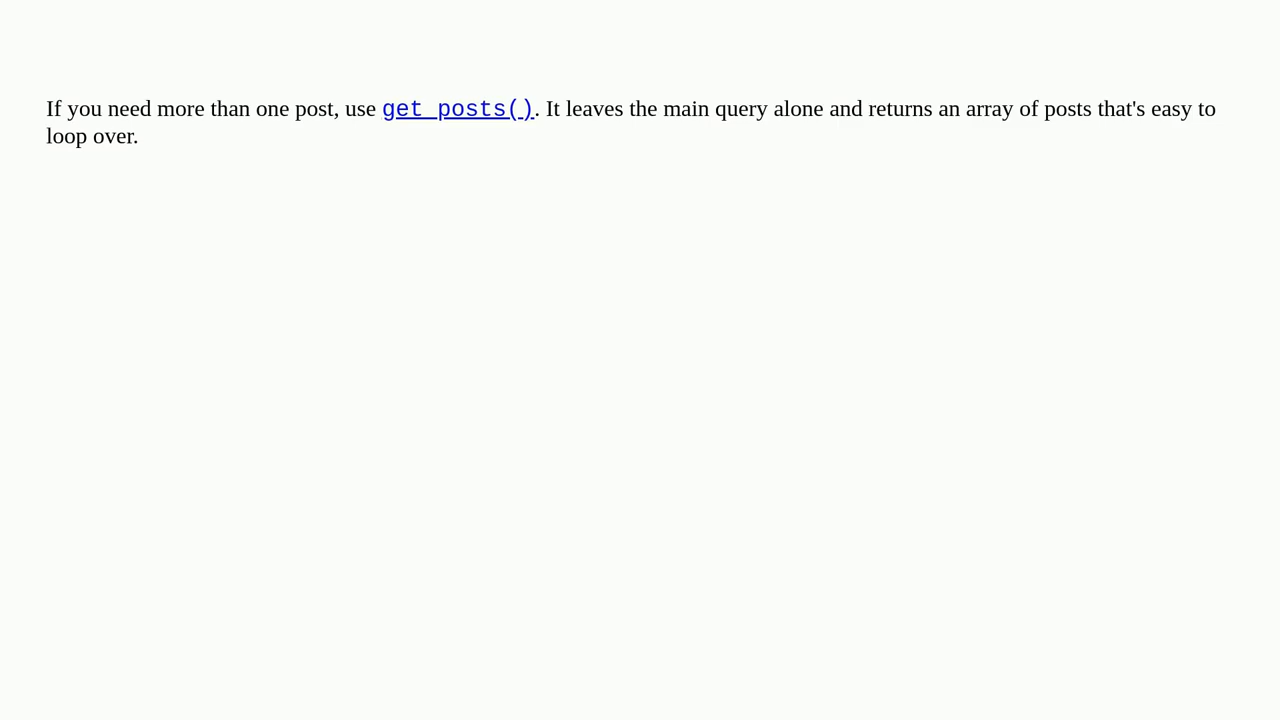 If you need more than one post, use get_posts(). It leaves the main query alone and returns an array of posts that's easy to
loop over.